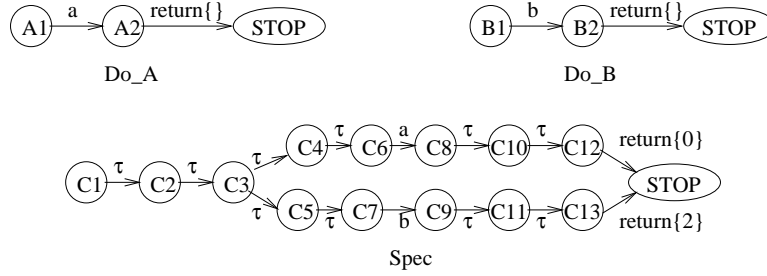 a return{} b return{}
A1 A2 STOP B1 B2 STOP
Do_A Do_B
C4 τ C6 a C8 τ C10 τ C12 return{0}
τ
C1 τ C2 τ C3 STOP
τ
C5 τ C7 b C9 τ C11 τ C13 return{2}
Spec